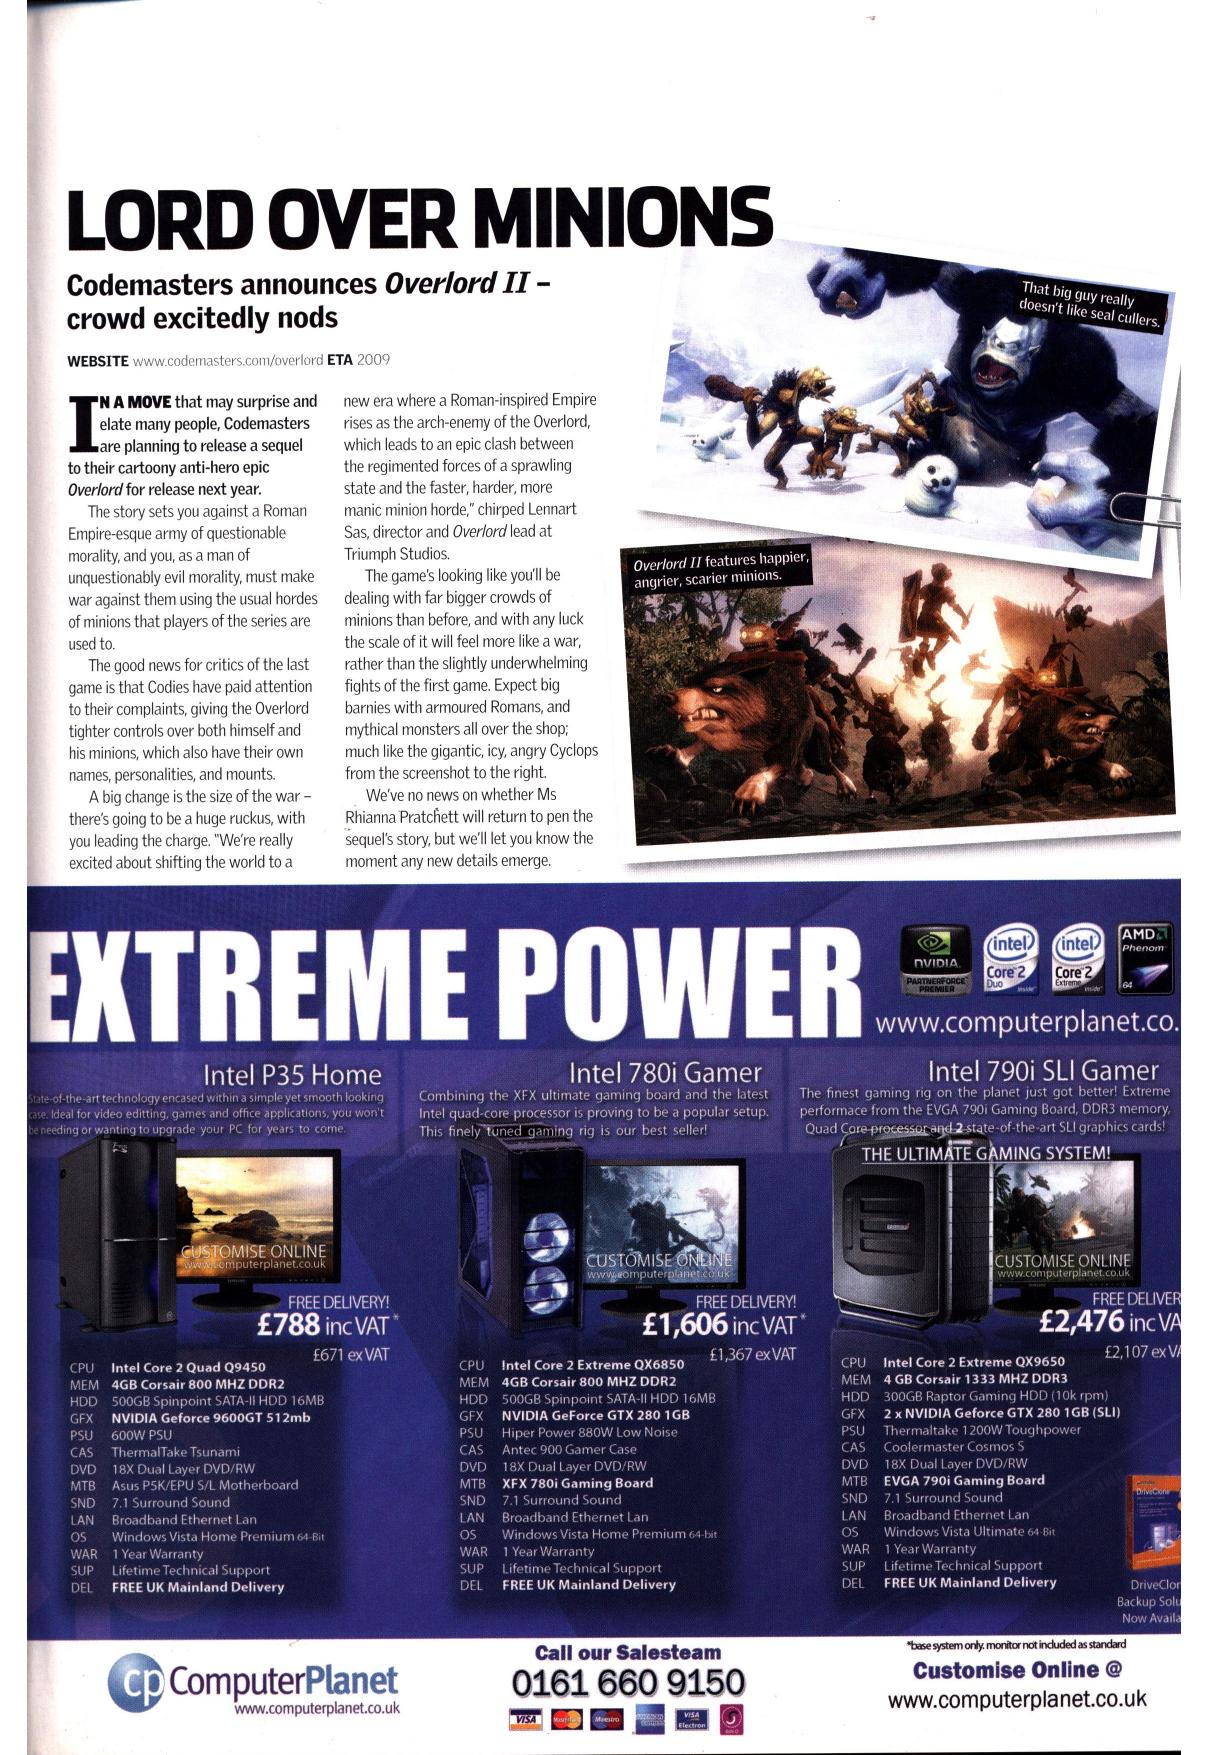 LORD OVER MINIONS
Codemasters announces Overlord II –
crowd excitedly nods
WEBSITE www.codemasters.com/overlord ETA 2009
IN A MOVE that may surprise and
elate many people, Codemasters
are planning to release a sequel
to their cartoony anti-hero epic
Overlord for release next year.
The story sets you against a Roman
Empire-esque army of questionable
morality, and you, as a man of
unquestionably evil morality, must make
war against them using the usual hordes
of minions that players of the series are
used to.
The good news for critics of the last
game is that Codies have paid attention
to their complaints, giving the Overlord
tighter controls over both himself and
his minions, which also have their own
names, personalities, and mounts.
A big change is the size of the war –
there's going to be a huge ruckus, with
you leading the charge. "We're really
excited about shifting the world to a
new era where a Roman-inspired Empire
rises as the arch-enemy of the Overlord,
which leads to an epic clash between
the regimented forces of a sprawling
state and the faster, harder, more
manic minion horde," chirped Lennart
Sas, director and Overlord lead at
Triumph Studios.
The game's looking like you'll be
dealing with far bigger crowds of
minions than before, and with any luck
the scale of it will feel more like a war,
rather than the slightly underwhelming
fights of the first game. Expect big
barnies with armoured Romans, and
mythical monsters all over the shop;
much like the gigantic, icy, angry Cyclops
from the screenshot to the right.
We've no news on whether Ms
Rhianna Pratchett will return to pen the
sequel's story, but we'll let you know the
moment any new details emerge.
That big guy really
doesn't like seal cullers.
Overlord II features happier,
angrier, scarier minions.
EXTREME POWER
NVIDIA
PARTNERFORCE
PREMIER
intel
Core 2
Duo inside
intel
Core 2
Extreme inside
AMD
Phenom
64
www.computerplanet.co.
Intel P35 Home
State-of-the-art technology encased within a simple yet smooth looking
case. Ideal for video editting, games and office applications, you won't
be needing or wanting to upgrade your PC for years to come.
CUSTOMISE ONLINE
www.computerplanet.co.uk
FREE DELIVERY!
£788 inc VAT*
£671 ex VAT
CPU Intel Core 2 Quad Q9450
MEM 4GB Corsair 800 MHZ DDR2
HDD 500GB Spinpoint SATA-II HDD 16MB
GFX NVIDIA Geforce 9600GT 512mb
PSU 600W PSU
CAS ThermalTake Tsunami
DVD 18X Dual Layer DVD/RW
MTB Asus P5K/EPU S/L Motherboard
SND 7.1 Surround Sound
LAN Broadband Ethernet Lan
OS Windows Vista Home Premium 64-Bit
WAR 1 Year Warranty
SUP Lifetime Technical Support
DEL FREE UK Mainland Delivery
Intel 780i Gamer
Combining the XFX ultimate gaming board and the latest
Intel quad-core processor is proving to be a popular setup.
This finely tuned gaming rig is our best seller!
CUSTOMISE ONLINE
www.computerplanet.co.uk
FREE DELIVERY!
£1,606 inc VAT*
£1,367 ex VAT
CPU Intel Core 2 Extreme QX6850
MEM 4GB Corsair 800 MHZ DDR2
HDD 500GB Spinpoint SATA-II HDD 16MB
GFX NVIDIA GeForce GTX 280 1GB
PSU Hiper Power 880W Low Noise
CAS Antec 900 Gamer Case
DVD 18X Dual Layer DVD/RW
MTB XFX 780i Gaming Board
SND 7.1 Surround Sound
LAN Broadband Ethernet Lan
OS Windows Vista Home Premium 64-bit
WAR 1 Year Warranty
SUP Lifetime Technical Support
DEL FREE UK Mainland Delivery
Intel 790i SLI Gamer
The finest gaming rig on the planet just got better! Extreme
performace from the EVGA 790i Gaming Board, DDR3 memory,
Quad Core processor and 2 state-of-the-art SLI graphics cards!
THE ULTIMATE GAMING SYSTEM!
CUSTOMISE ONLINE
www.computerplanet.co.uk
FREE DELIVER
£2,476 inc VA
£2,107 ex VA
CPU Intel Core 2 Extreme QX9650
MEM 4 GB Corsair 1333 MHZ DDR3
HDD 300GB Raptor Gaming HDD (10k rpm)
GFX 2 x NVIDIA Geforce GTX 280 1GB (SLI)
PSU Thermaltake 1200W Toughpower
CAS Coolermaster Cosmos S
DVD 18X Dual Layer DVD/RW
MTB EVGA 790i Gaming Board
SND 7.1 Surround Sound
LAN Broadband Ethernet Lan
OS Windows Vista Ultimate 64-Bit
WAR 1 Year Warranty
SUP Lifetime Technical Support
DEL FREE UK Mainland Delivery
DriveClone
DriveClon
Backup Solu
Now Availa
cp ComputerPlanet
www.computerplanet.co.uk
Call our Salesteam
0161 660 9150
VISA MasterCard Maestro VISA Electron SOLO
*base system only. monitor not included as standard
Customise Online @
www.computerplanet.co.uk